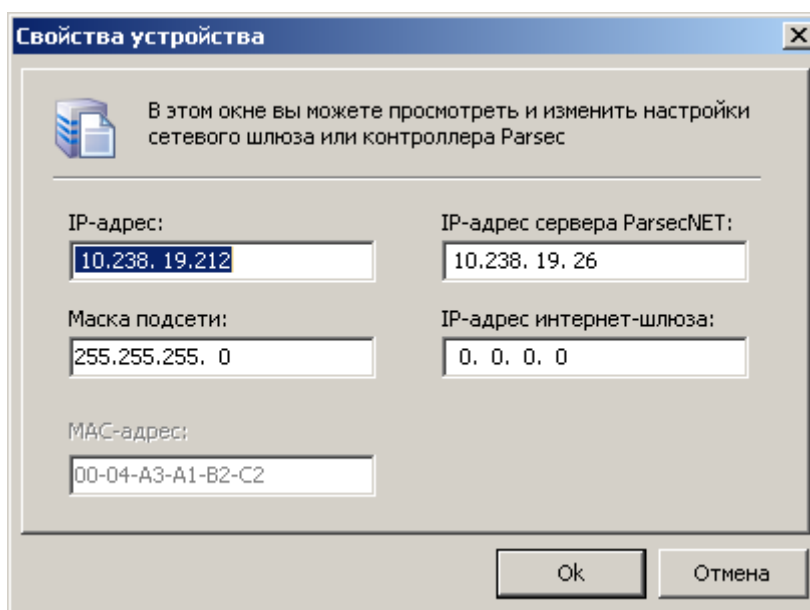 Свойства устройства
В этом окне вы можете просмотреть и изменить настройки
сетевого шлюза или контроллера Parsec
IP-адрес:
10.238. 19.212
IP-адрес сервера ParsecNET:
10.238. 19. 26
Маска подсети:
255.255.255. 0
IP-адрес интернет-шлюза:
0. 0. 0. 0
MAC-адрес:
00-04-A3-A1-B2-C2
Ok
Отмена